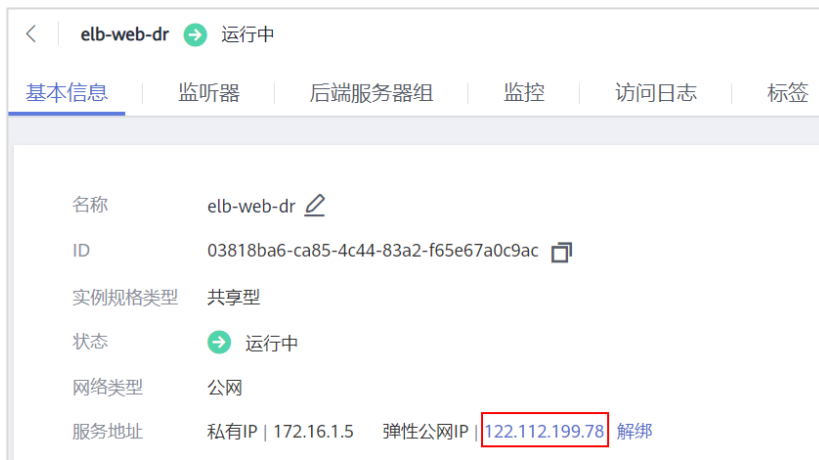 elb-web-dr 运行中
基本信息 监听器 后端服务器组 监控 访问日志 标签
名称 elb-web-dr
ID 03818ba6-ca85-4c44-83a2-f65e67a0c9ac
实例规格类型 共享型
状态 运行中
网络类型 公网
服务地址 私有IP | 172.16.1.5 弹性公网IP | 122.112.199.78 解绑